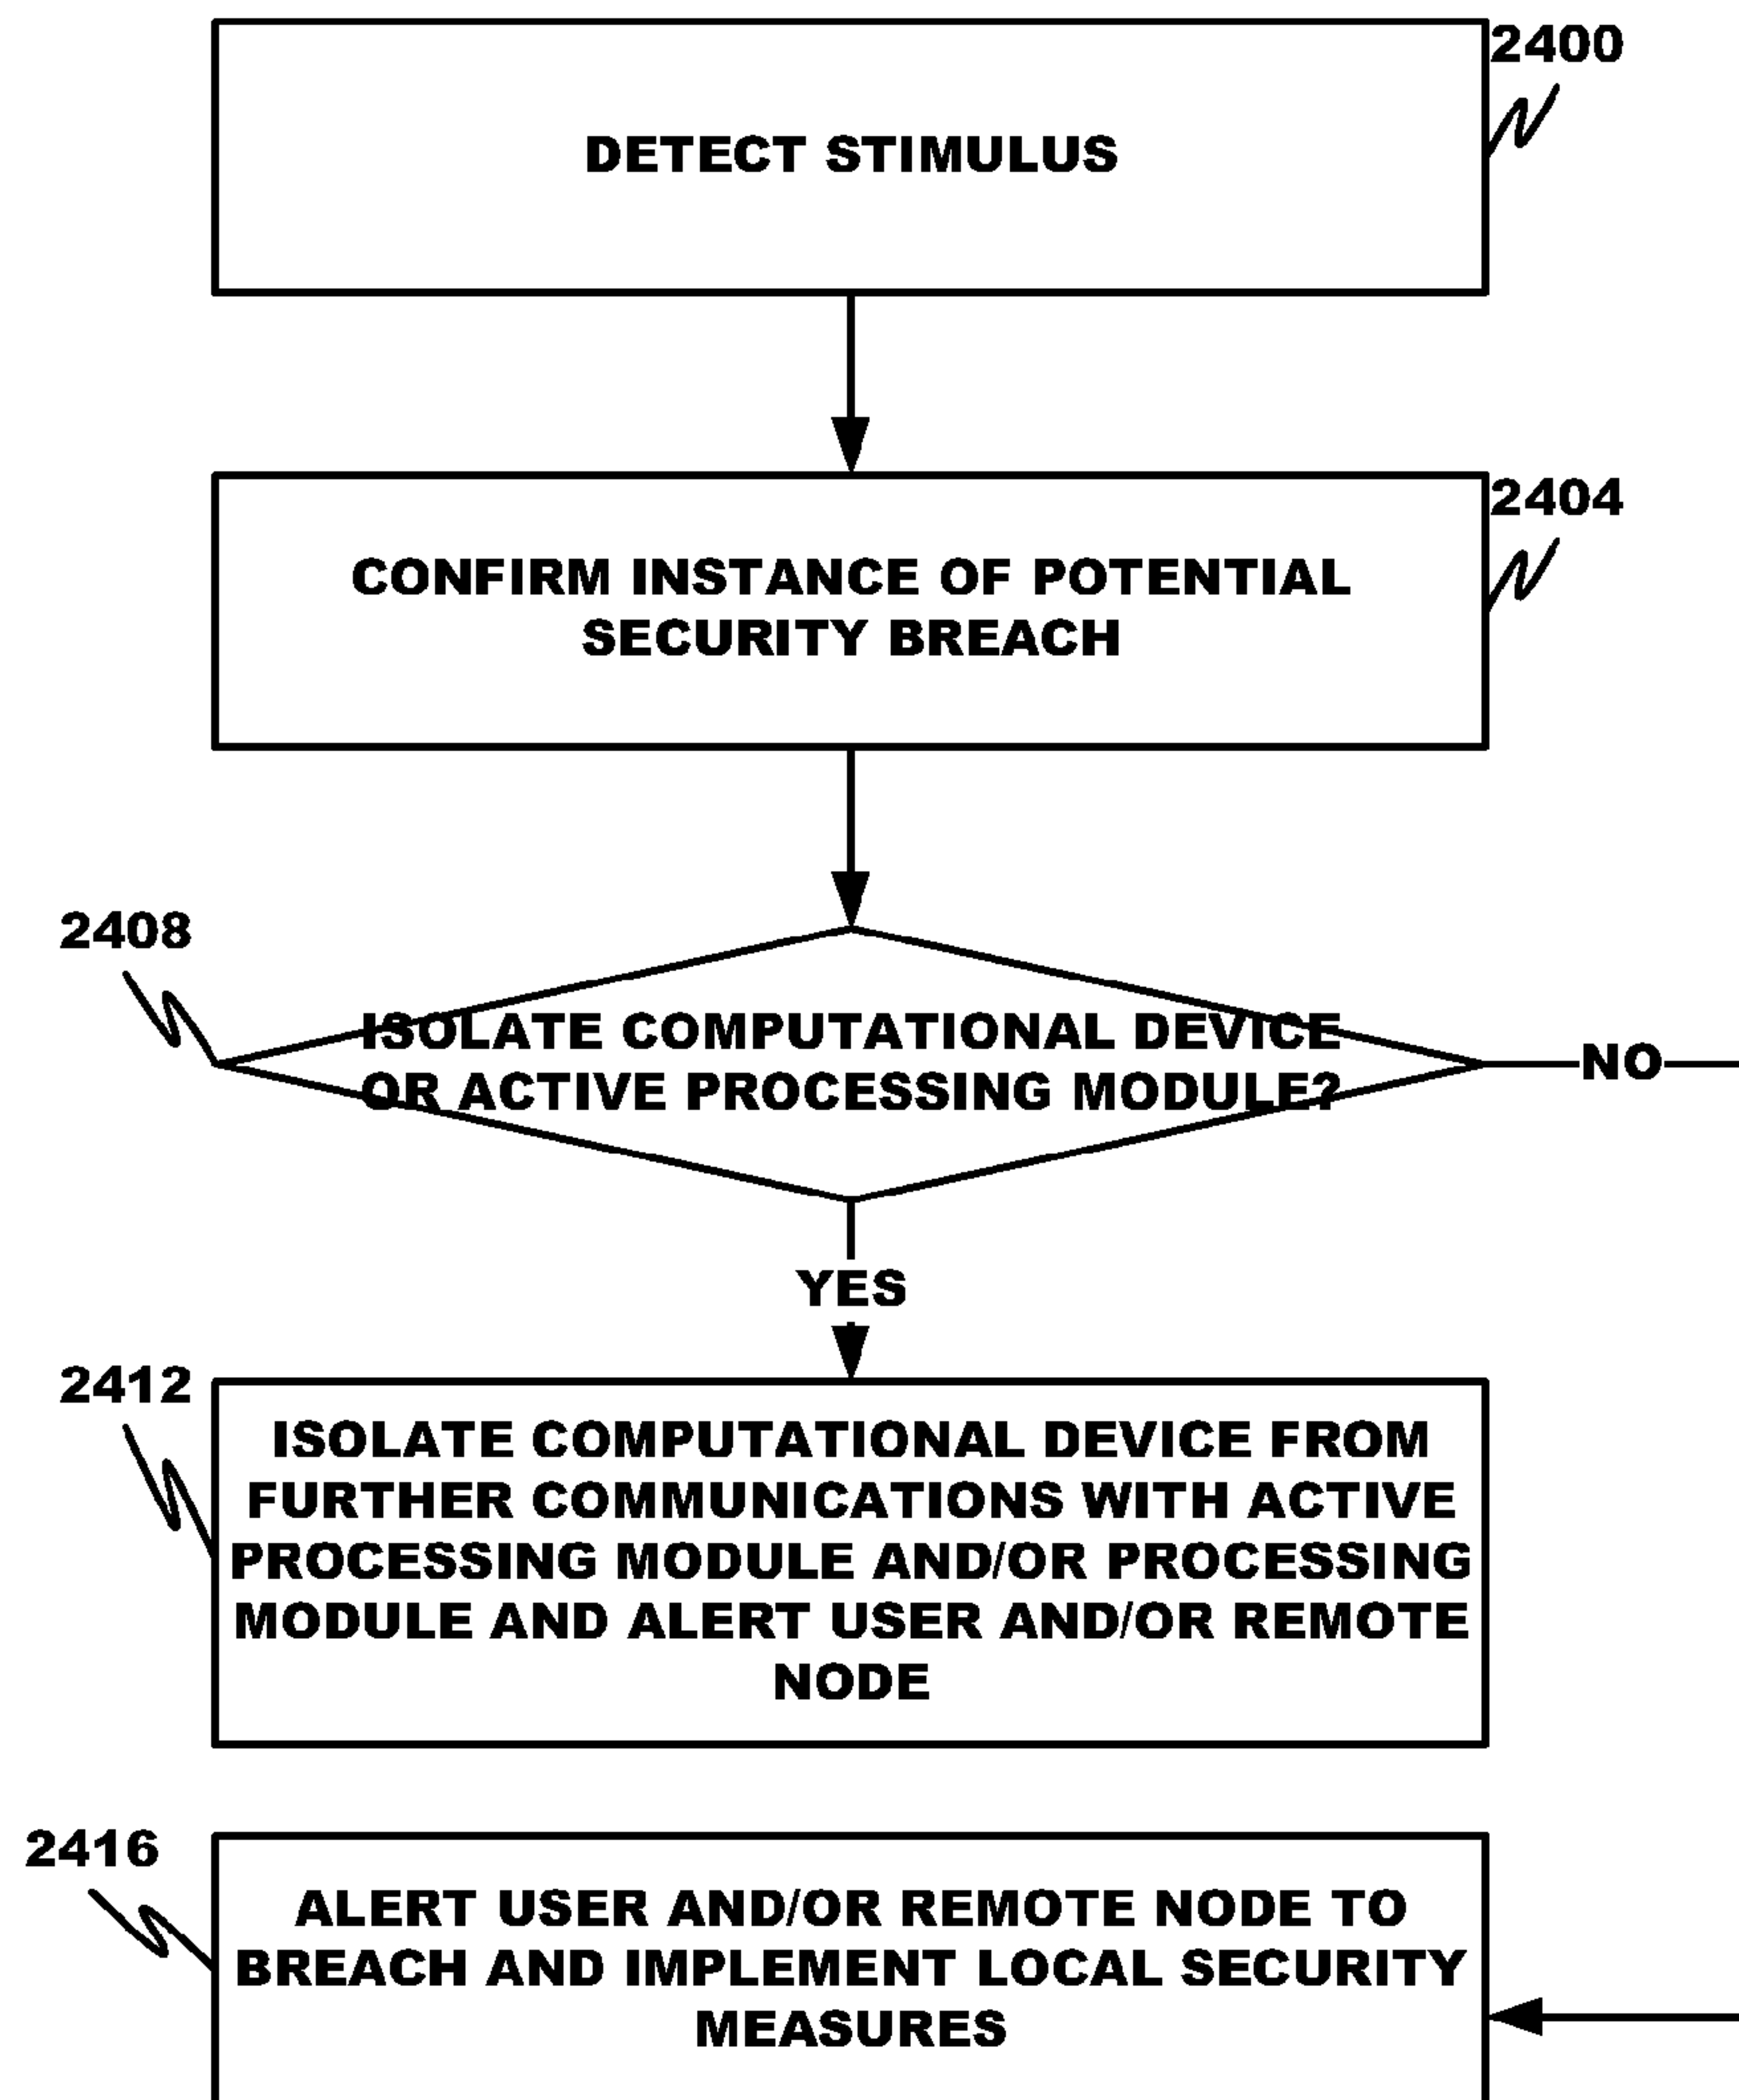 2400
DETECT STIMULUS
2404
CONFIRM INSTANCE OF POTENTIAL
SECURITY BREACH
2408
ISOLATE COMPUTATIONAL DEVICE
OR ACTIVE PROCESSING MODULE?
NO
YES
2412
ISOLATE COMPUTATIONAL DEVICE FROM
FURTHER COMMUNICATIONS WITH ACTIVE
PROCESSING MODULE AND/OR PROCESSING
MODULE AND ALERT USER AND/OR REMOTE
NODE
2416
ALERT USER AND/OR REMOTE NODE TO
BREACH AND IMPLEMENT LOCAL SECURITY
MEASURES